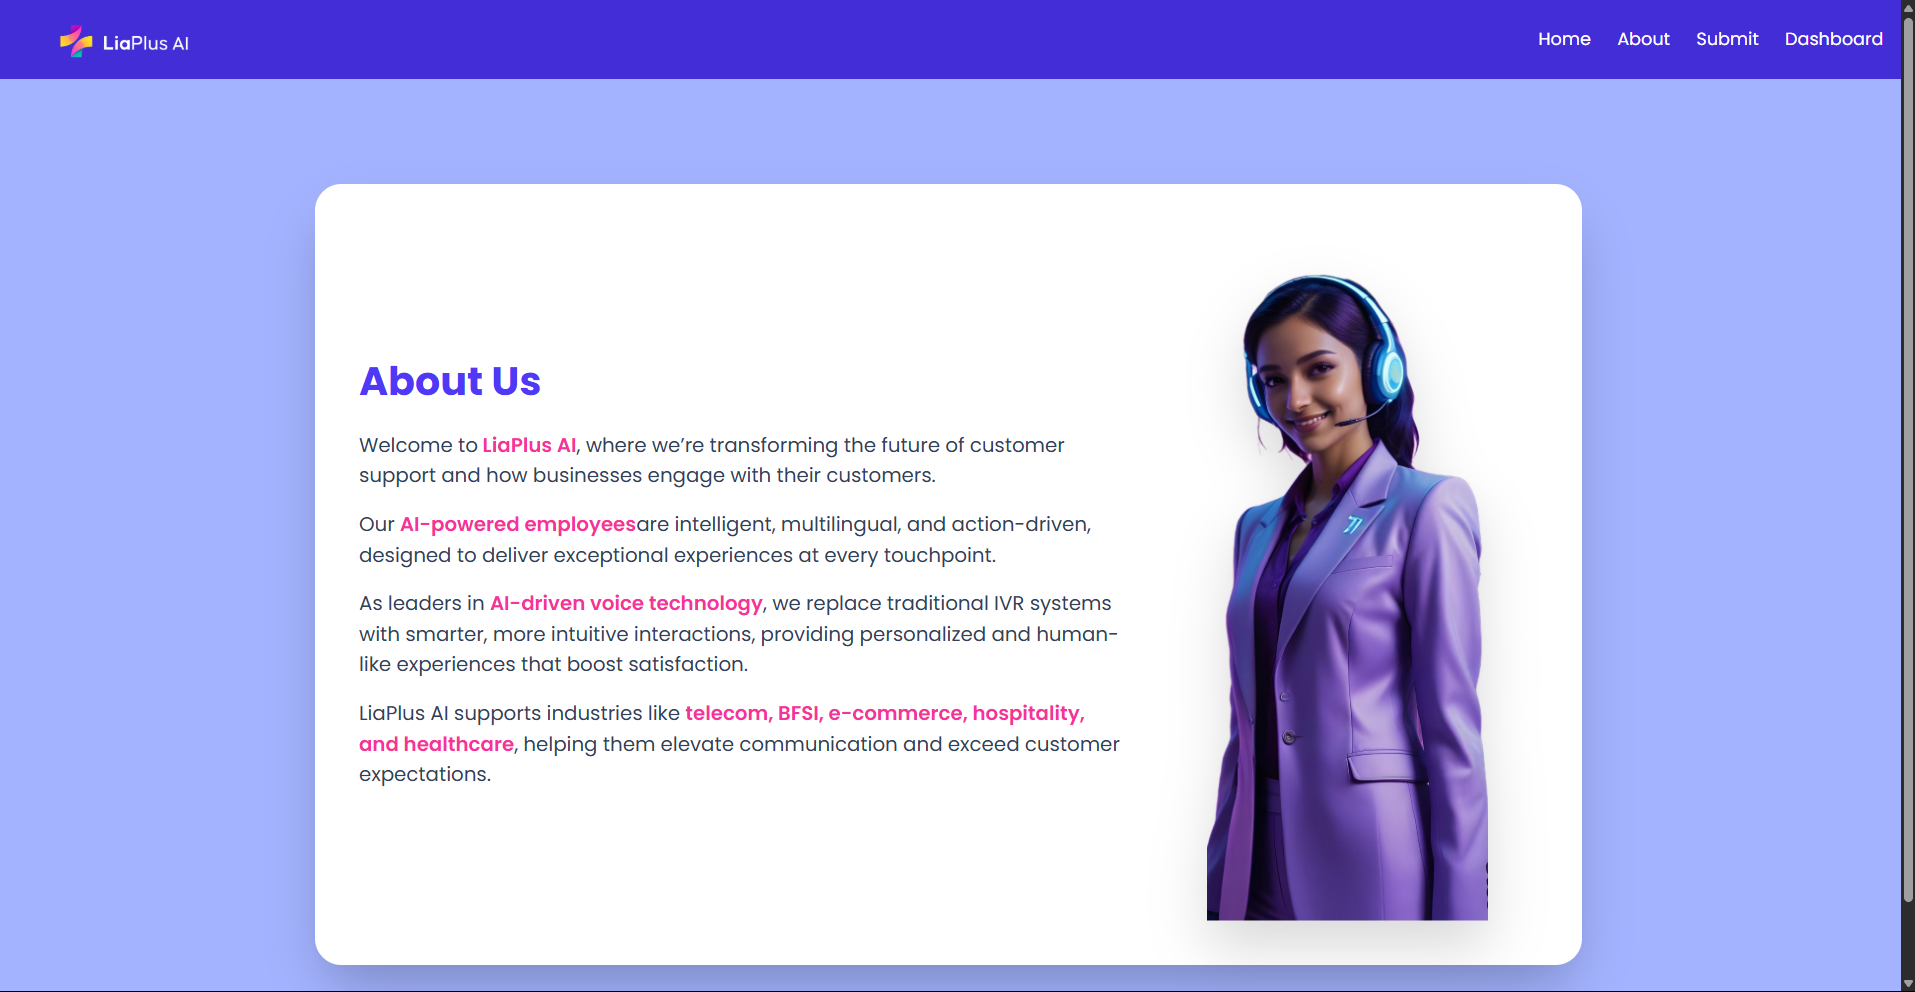 LiaPlus AI
Home About Submit Dashboard
About Us
Welcome to LiaPlus AI, where we’re transforming the future of customer
support and how businesses engage with their customers.
Our AI-powered employeesare intelligent, multilingual, and action-driven,
designed to deliver exceptional experiences at every touchpoint.
As leaders in AI-driven voice technology, we replace traditional IVR systems
with smarter, more intuitive interactions, providing personalized and human-
like experiences that boost satisfaction.
LiaPlus AI supports industries like telecom, BFSI, e-commerce, hospitality,
and healthcare, helping them elevate communication and exceed customer
expectations.